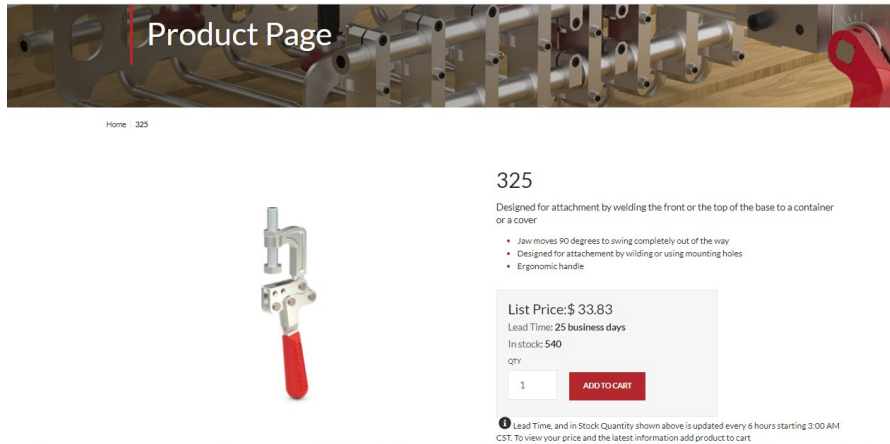 Product Page
Home 325
325
Designed for attachment by welding the front or the top of the base to a container
or a cover
Jaw moves 90 degrees to swing completely out of the way
Designed for attachement by wilding or using mounting holes
Ergonomic handle
List Price:$ 33.83
Lead Time: 25 business days
In stock: 540
QTY
1
ADD TO CART
Lead Time, and in Stock Quantity shown above is updated every 6 hours starting 3:00 AM
CST. To view your price and the latest information add product to cart